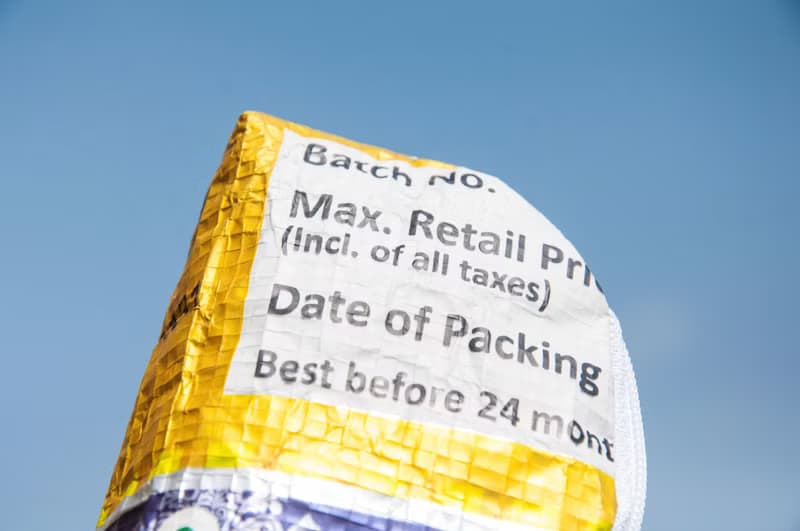 Batch No.
Max. Retail Pri
(Incl. of all taxes)
Date of Packing
Best before 24 mont